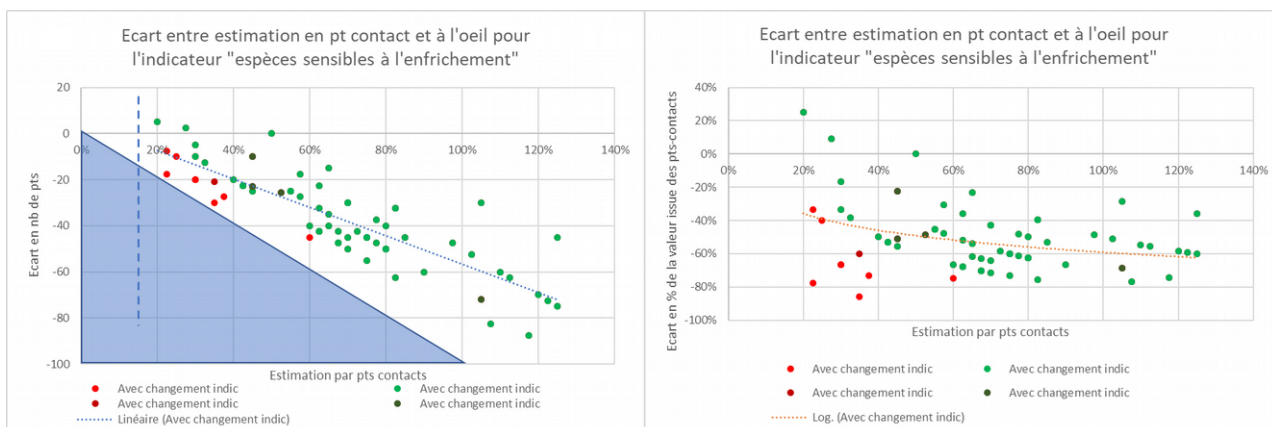 Ecart entre estimation en pt contact et à l'oeil pour
l'indicateur "espèces sensibles à l'enfrichement"
Ecart en nb de pts
20
0
-20
-40
-60
-80
-100
0%
20%
40%
60%
80%
100%
120%
140%
Estimation par pts contacts
Avec changement indic
Avec changement indic
Avec changement indic
Avec changement indic
Linéaire (Avec changement indic)
Ecart entre estimation en pt contact et à l'oeil pour
l'indicateur "espèces sensibles à l'enfrichement"
Ecart en % de la valeur issue des pts-contacts
40%
20%
0%
-20%
-40%
-60%
-80%
-100%
0%
20%
40%
60%
80%
100%
120%
140%
Estimation par pts contacts
Avec changement indic
Avec changement indic
Avec changement indic
Avec changement indic
Log. (Avec changement indic)